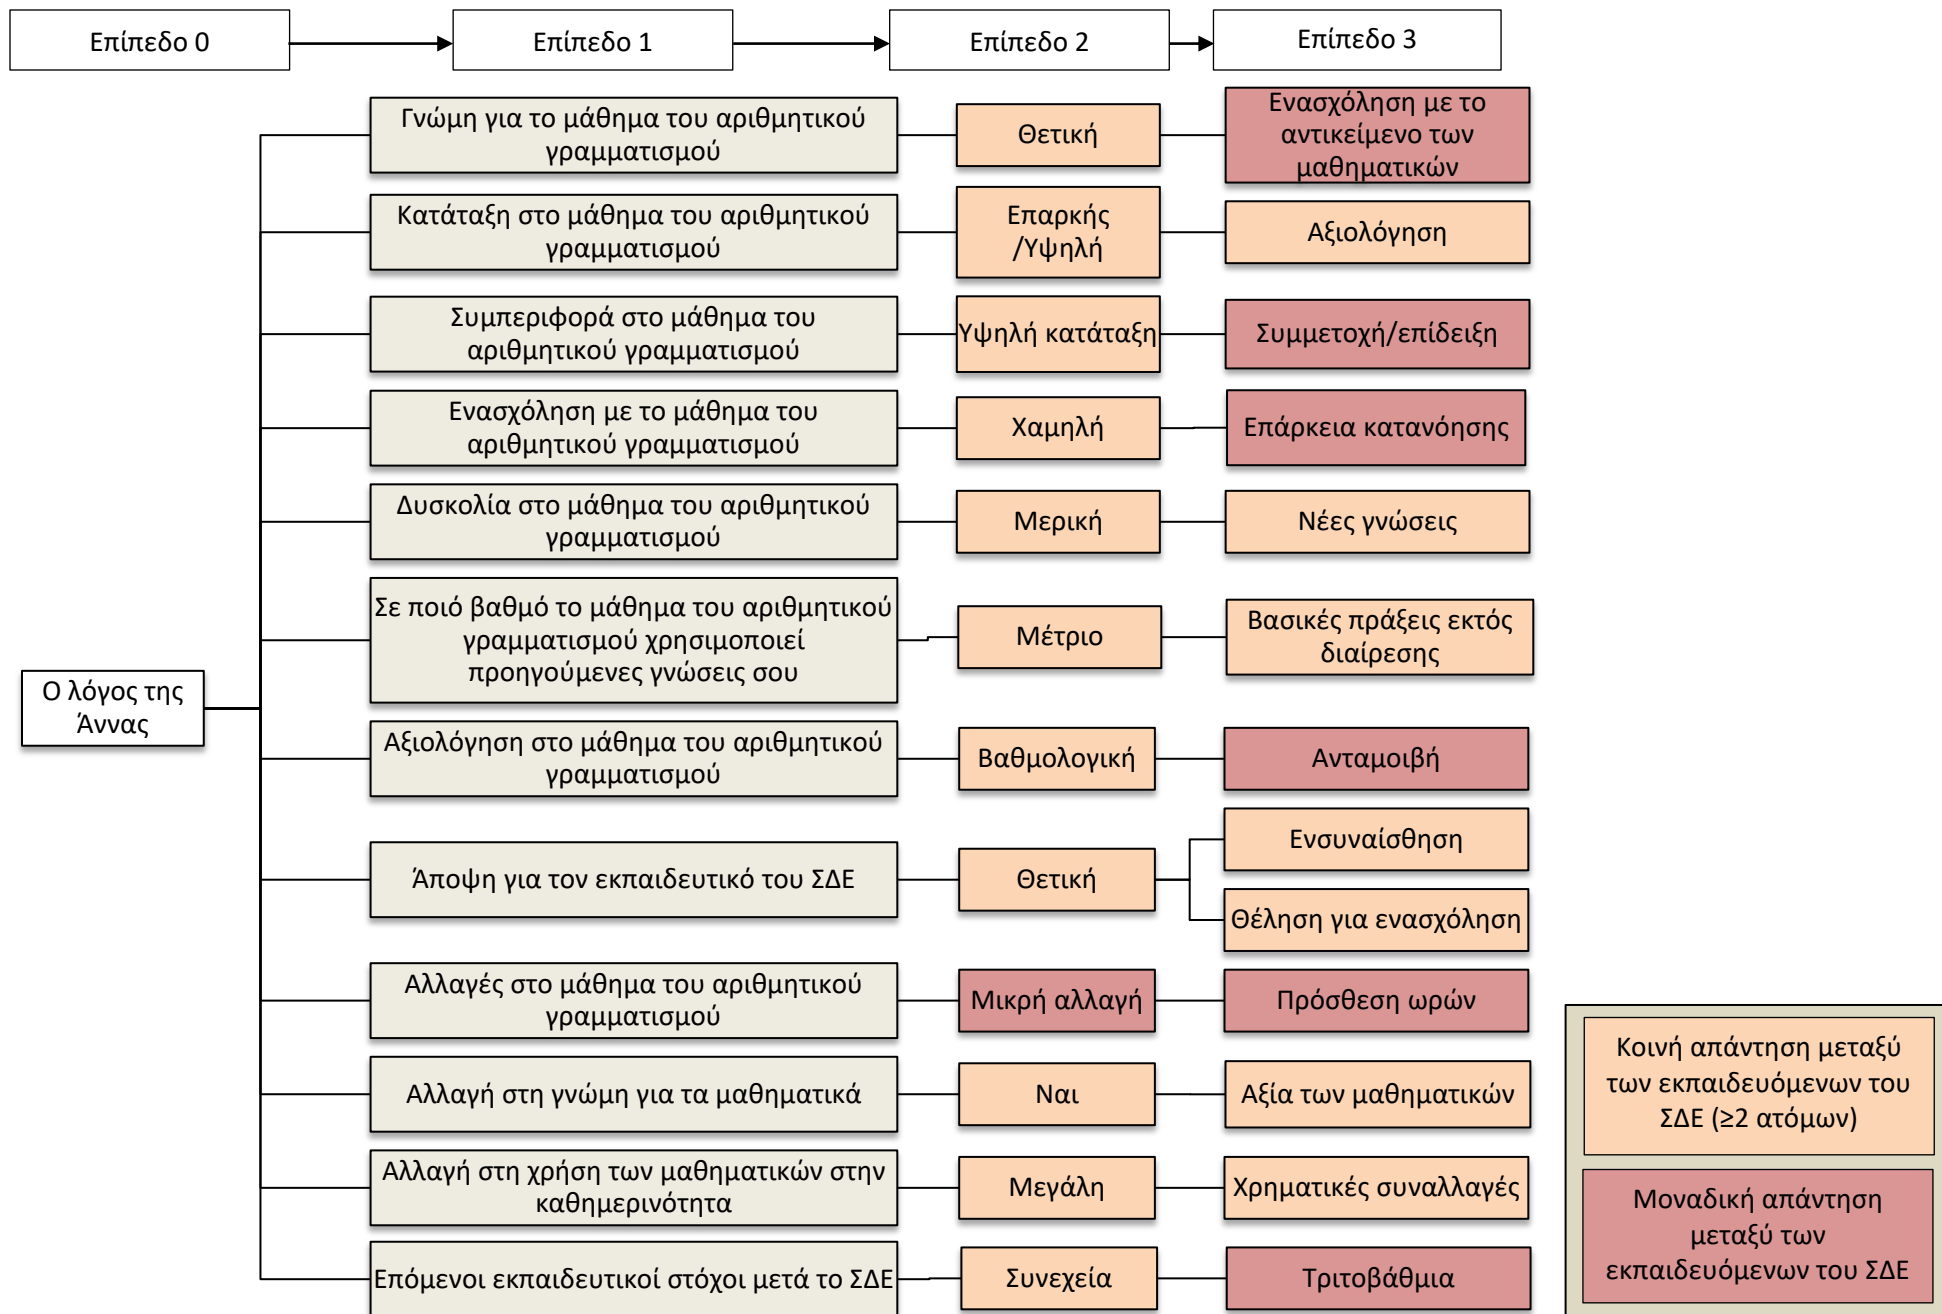 Επίπεδο 0
Επίπεδο 1
Επίπεδο 2
Επίπεδο 3
Γνώμη για το μάθημα του αριθμητικού
γραμματισμού
Θετική
Ενασχόληση με το
αντικείμενο των
μαθηματικών
Κατάταξη στο μάθημα του αριθμητικού
γραμματισμού
Επαρκής
/Υψηλή
Αξιολόγηση
Συμπεριφορά στο μάθημα του
αριθμητικού γραμματισμού
Υψηλή κατάταξη
Συμμετοχή/επίδειξη
Ενασχόληση με το μάθημα του
αριθμητικού γραμματισμού
Χαμηλή
Επάρκεια κατανόησης
Δυσκολία στο μάθημα του αριθμητικού
γραμματισμού
Μερική
Νέες γνώσεις
Σε ποιό βαθμό το μάθημα του αριθμητικού
γραμματισμού χρησιμοποιεί
προηγούμενες γνώσεις σου
Μέτριο
Βασικές πράξεις εκτός
διαίρεσης
Ο λόγος της
Άννας
Αξιολόγηση στο μάθημα του αριθμητικού
γραμματισμού
Βαθμολογική
Ανταμοιβή
Άποψη για τον εκπαιδευτικό του ΣΔΕ
Θετική
Ενσυναίσθηση
Θέληση για ενασχόληση
Αλλαγές στο μάθημα του αριθμητικού
γραμματισμού
Μικρή αλλαγή
Πρόσθεση ωρών
Αλλαγή στη γνώμη για τα μαθηματικά
Ναι
Αξία των μαθηματικών
Αλλαγή στη χρήση των μαθηματικών στην
καθημερινότητα
Μεγάλη
Χρηματικές συναλλαγές
Επόμενοι εκπαιδευτικοί στόχοι μετά το ΣΔΕ
Συνεχεία
Τριτοβάθμια
Κοινή απάντηση μεταξύ
των εκπαιδευόμενων του
ΣΔΕ (≥2 ατόμων)
Μοναδική απάντηση
μεταξύ των
εκπαιδευόμενων του ΣΔΕ